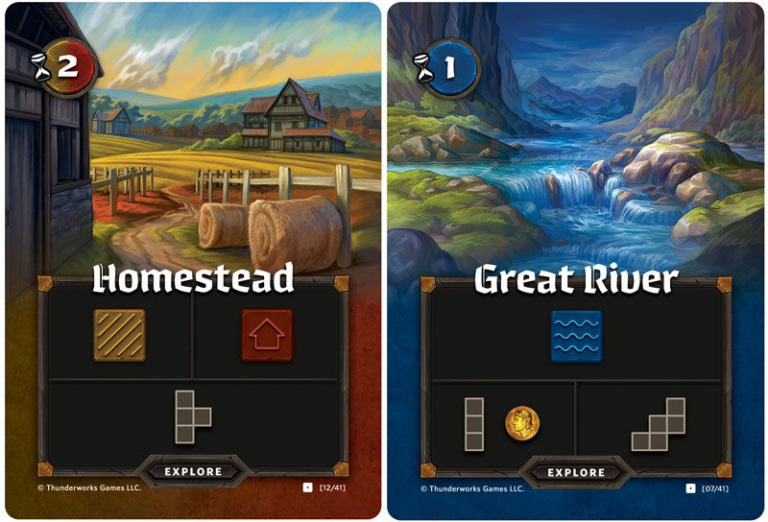 2
Homestead
EXPLORE
© Thunderworks Games LLC.
[12/41]
1
Great River
EXPLORE
© Thunderworks Games LLC.
[07/41]